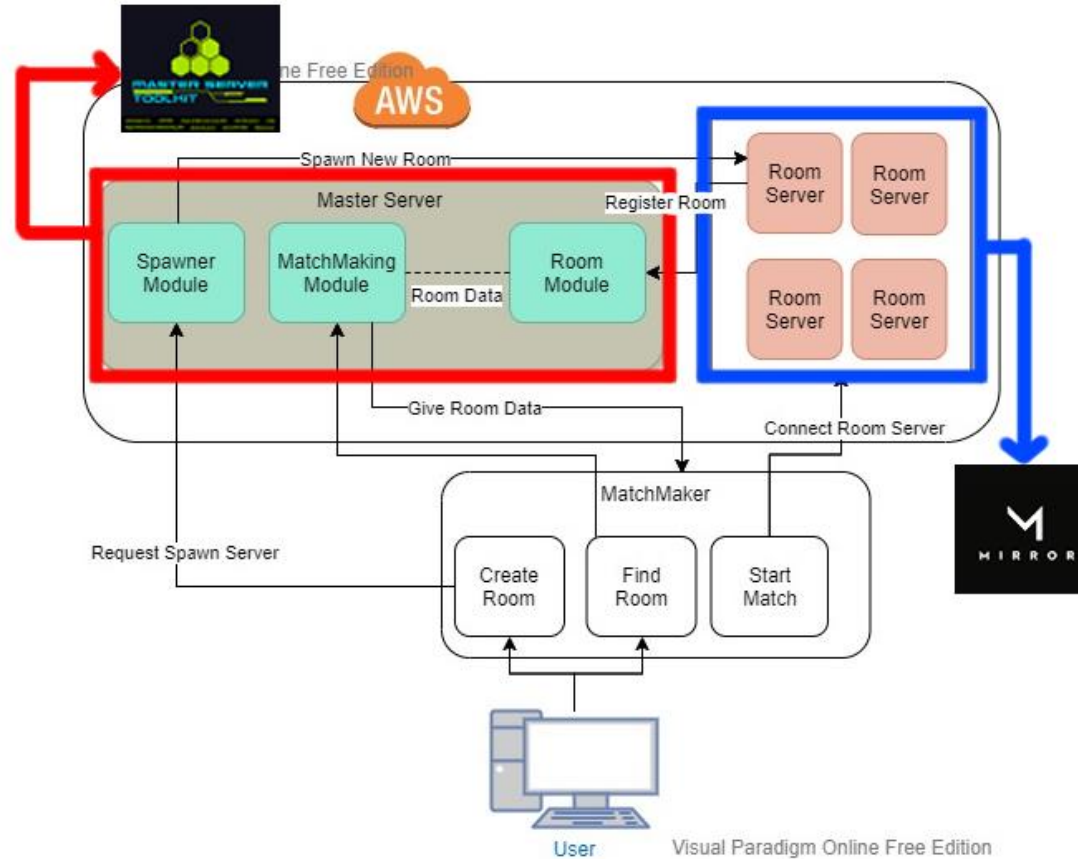 MASTER SERVER
TOOLKIT
ne Free Edition
AWS
Spawn New Room
Master Server
Register Room
Room
Server
Room
Server
Spawner
Module
MatchMaking
Module
Room
Module
Room Data
Room
Server
Room
Server
Give Room Data
Connect Room Server
MatchMaker
MIRROR
Request Spawn Server
Create
Room
Find
Room
Start
Match
User
Visual Paradigm Online Free Edition